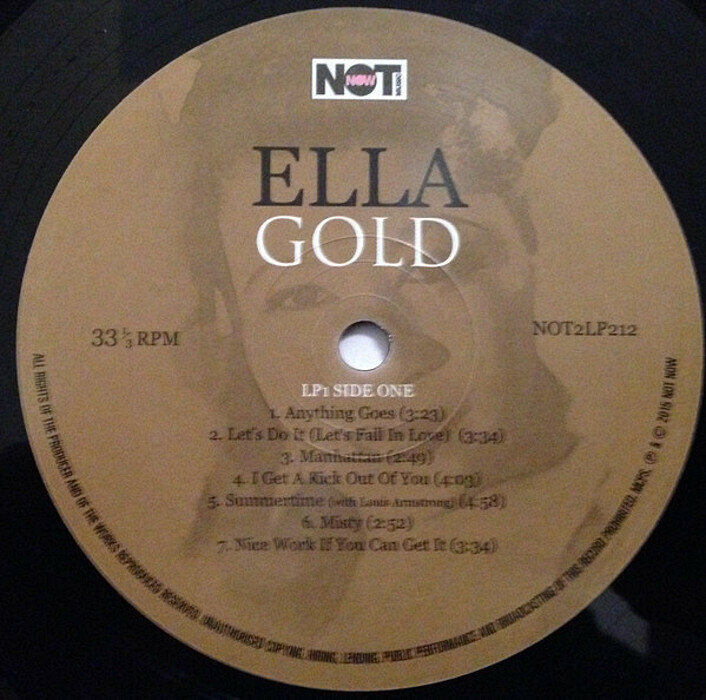 NOT NOW MUSIC
ELLA
GOLD
33 1/3 RPM
NOT2LP212
LP1 SIDE ONE
1. Anything Goes (3:23)
2. Let's Do It (Let's Fall In Love) (3:34)
3. Manhattan (2:49)
4. I Get A Kick Out Of You (4:03)
5. Summertime (with Louis Armstrong) (4:58)
6. Misty (2:52)
7. Nice Work If You Can Get It (3:34)
ALL RIGHTS OF THE PRODUCER AND OF THE WORKS REPRODUCED RESERVED. UNAUTHORISED COPYING, HIRING, LENDING, PUBLIC PERFORMANCE AND BROADCASTING OF THIS RECORD PROHIBITED. MCPS. ℗ & © 2015 NOT NOW